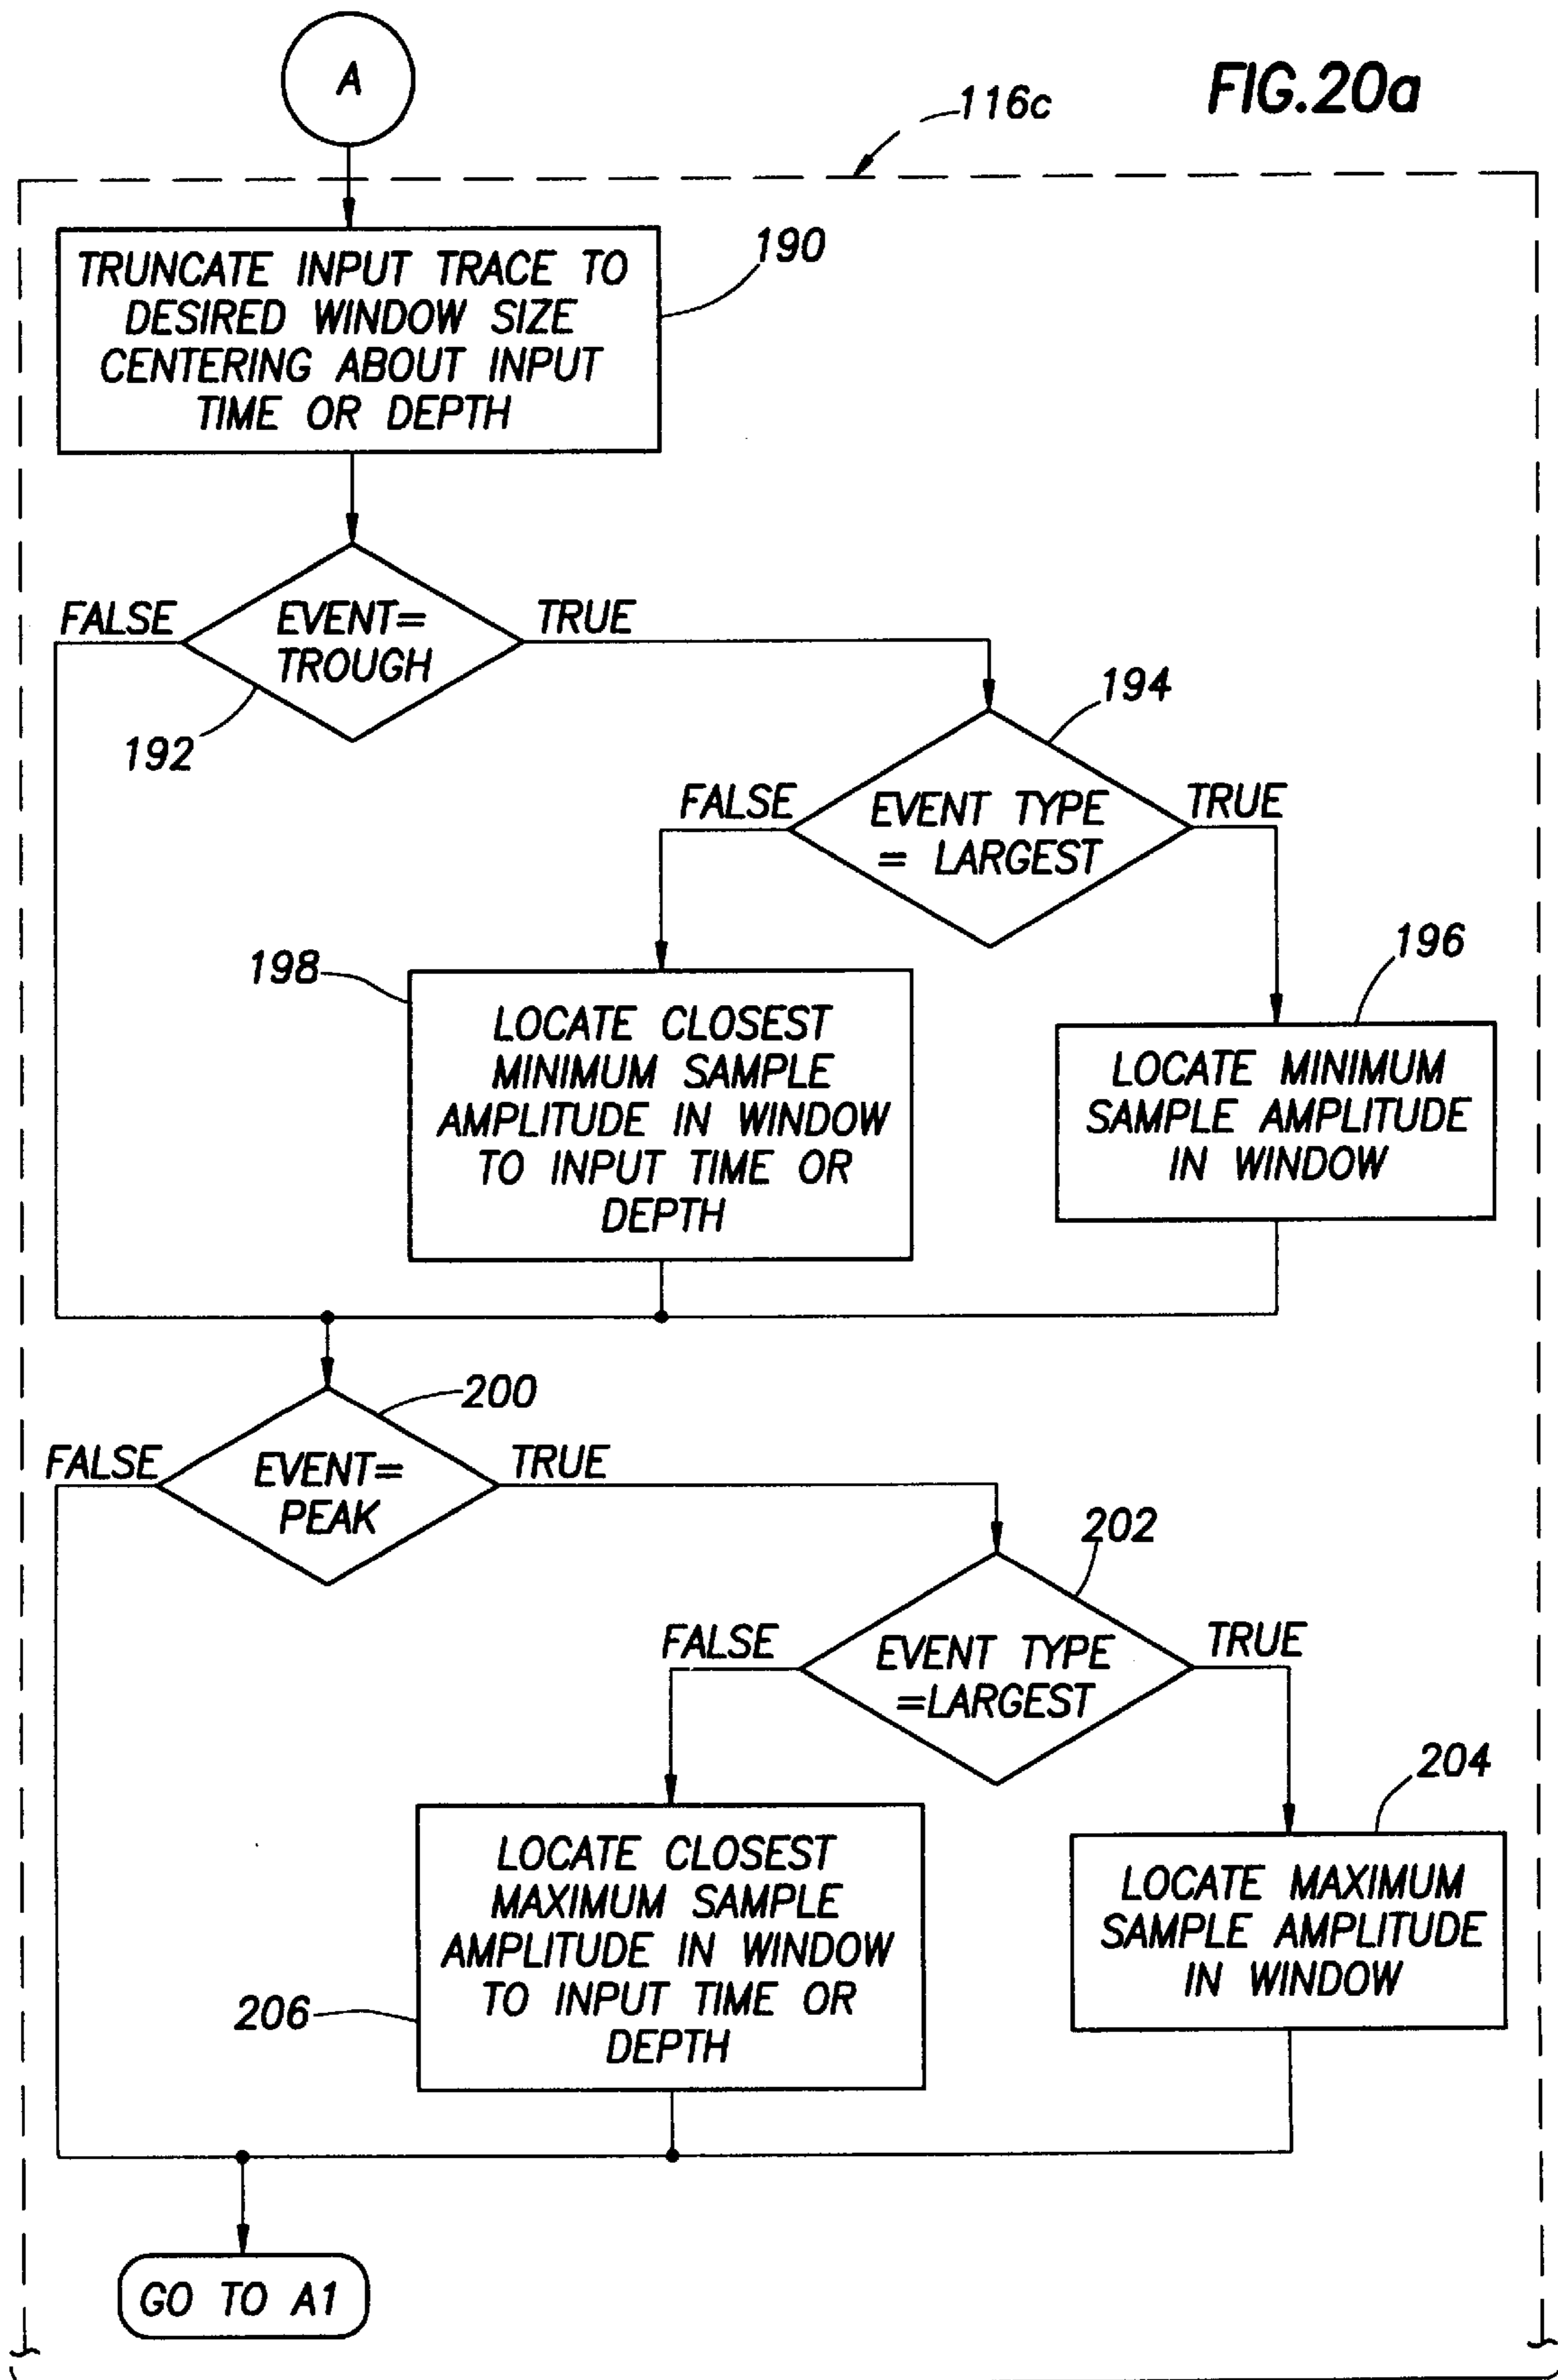 A
FIG.20a
116c
TRUNCATE INPUT TRACE TO
DESIRED WINDOW SIZE
CENTERING ABOUT INPUT
TIME OR DEPTH
190
FALSE
EVENT=
TROUGH
TRUE
192
194
FALSE
EVENT TYPE
= LARGEST
TRUE
198
LOCATE CLOSEST
MINIMUM SAMPLE
AMPLITUDE IN WINDOW
TO INPUT TIME OR
DEPTH
196
LOCATE MINIMUM
SAMPLE AMPLITUDE
IN WINDOW
200
FALSE
EVENT=
PEAK
TRUE
202
FALSE
EVENT TYPE
=LARGEST
TRUE
204
LOCATE CLOSEST
MAXIMUM SAMPLE
AMPLITUDE IN WINDOW
TO INPUT TIME OR
DEPTH
206
LOCATE MAXIMUM
SAMPLE AMPLITUDE
IN WINDOW
GO TO A1